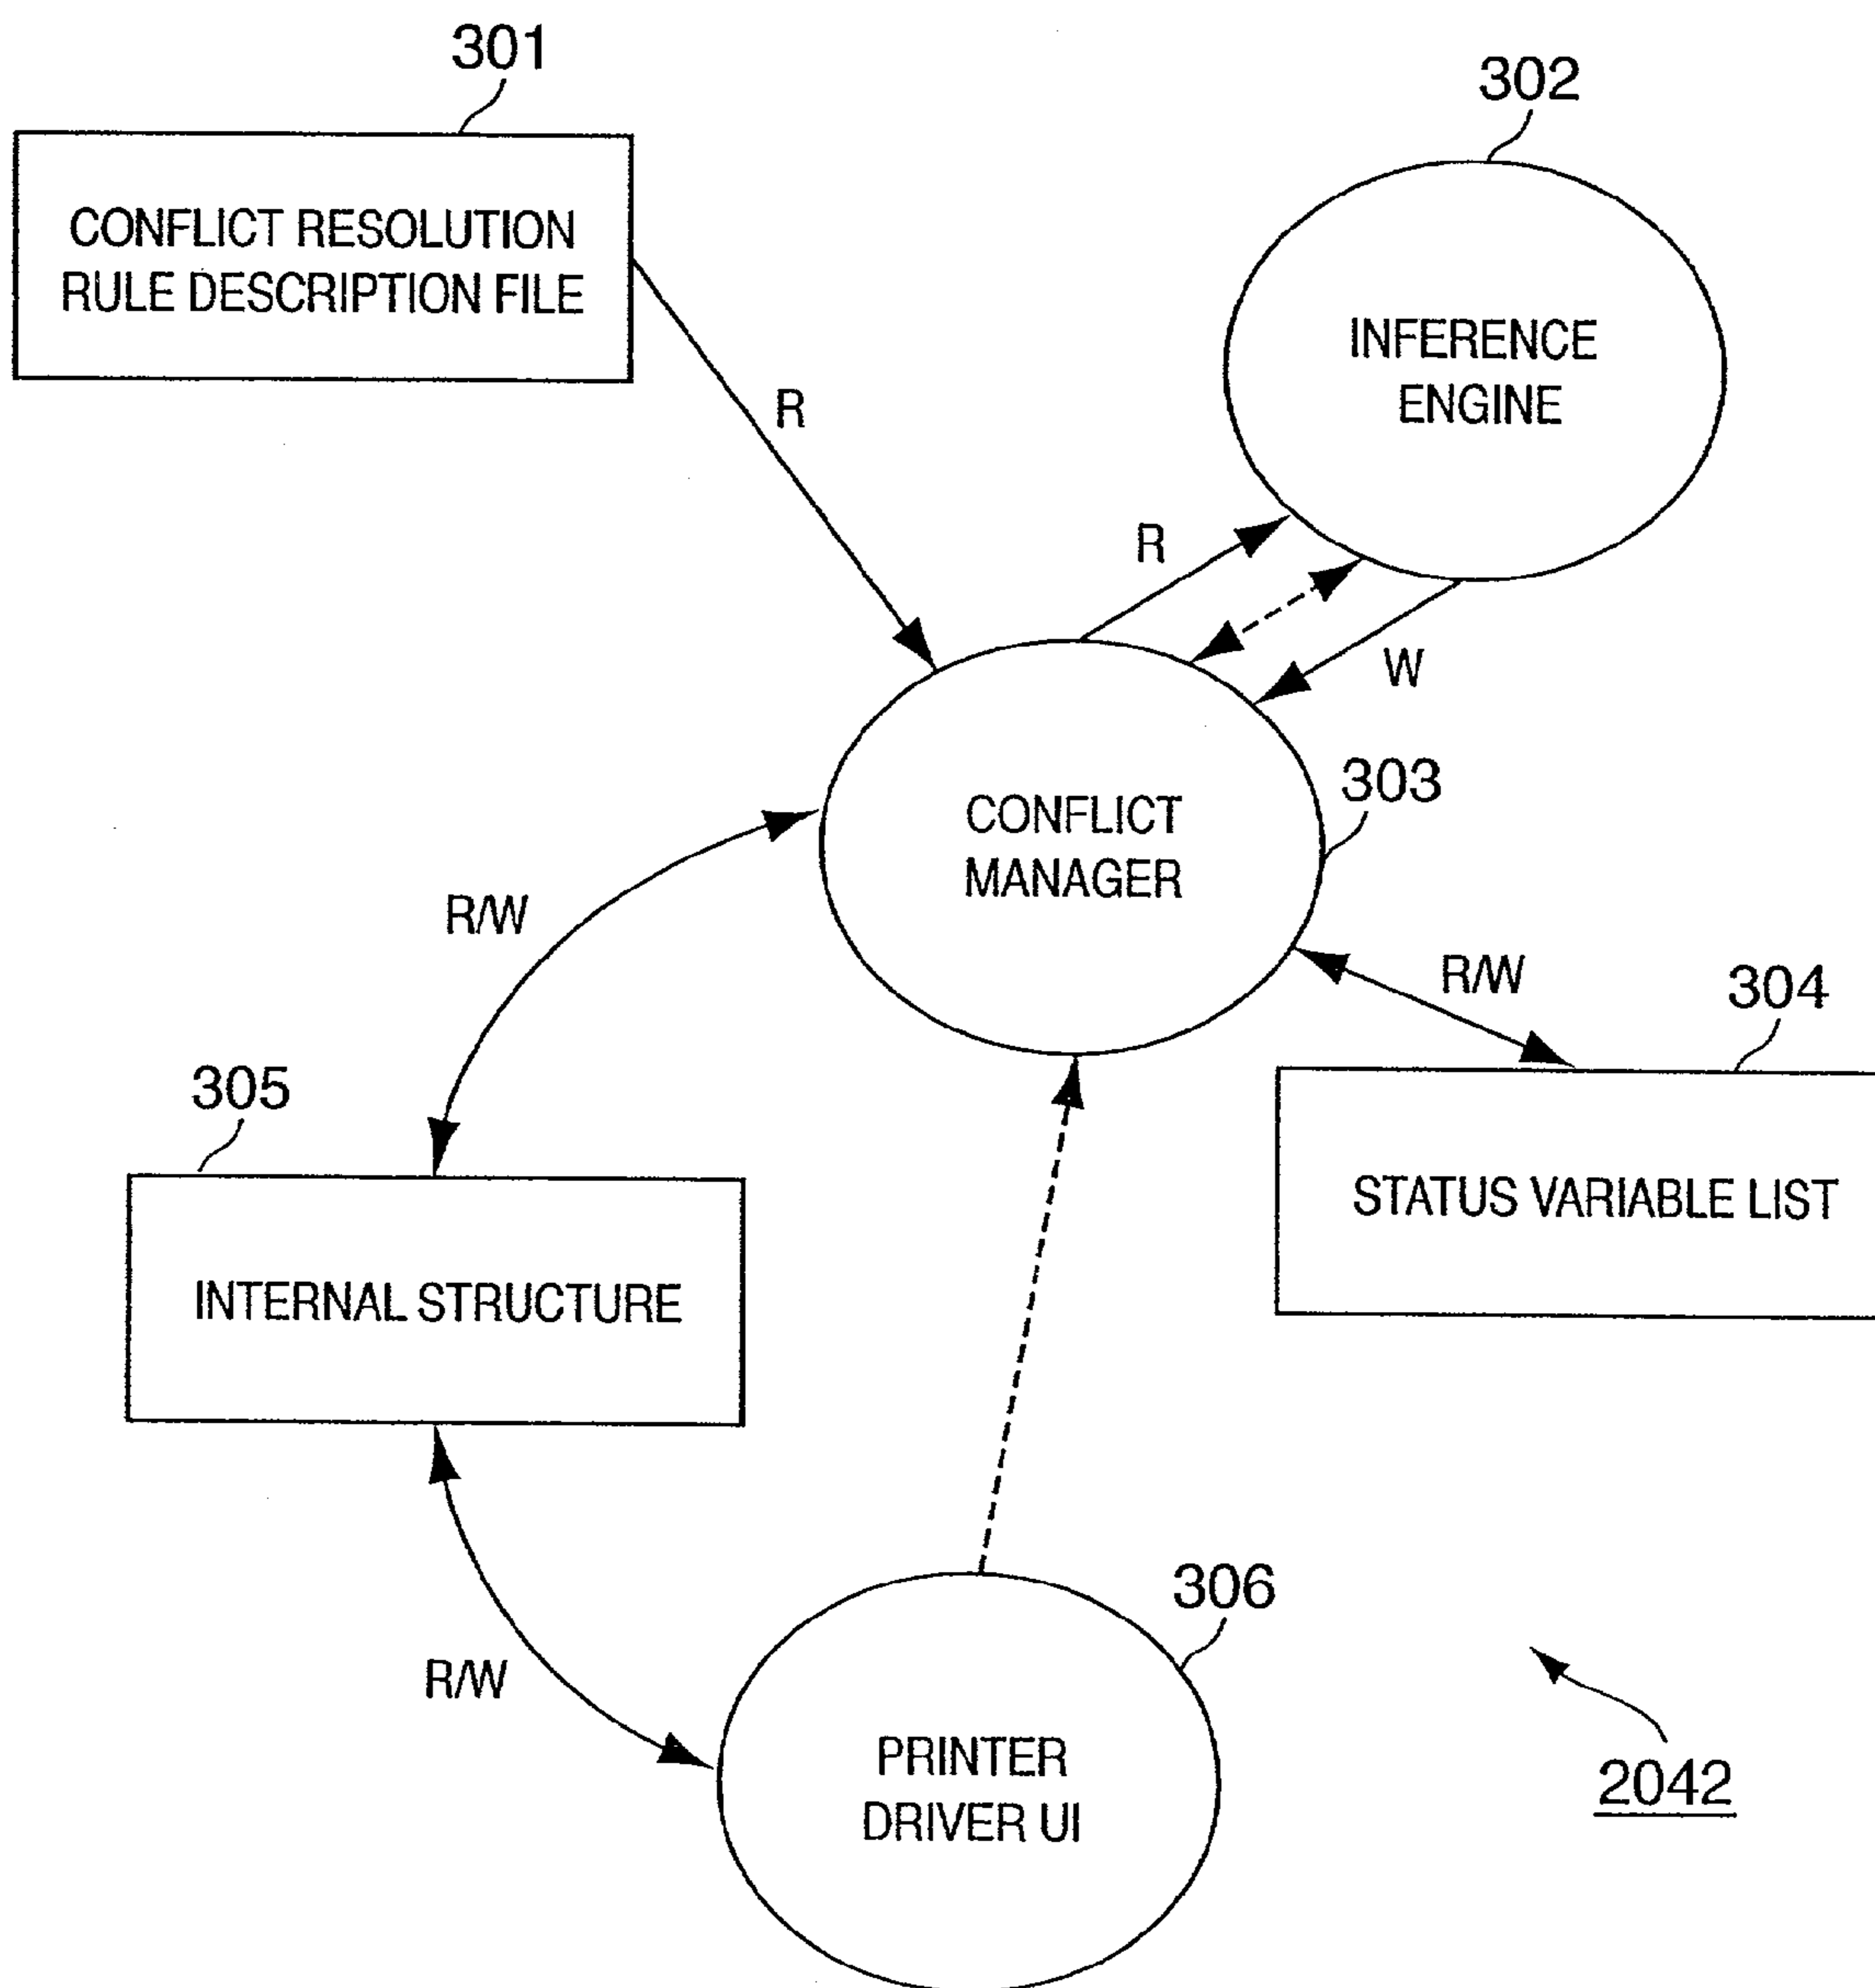 301
302
CONFLICT RESOLUTION
RULE DESCRIPTION FILE
INFERENCE
ENGINE
R
R
W
303
CONFLICT
MANAGER
R/W
R/W
304
305
STATUS VARIABLE LIST
INTERNAL STRUCTURE
306
R/W
PRINTER
DRIVER UI
2042